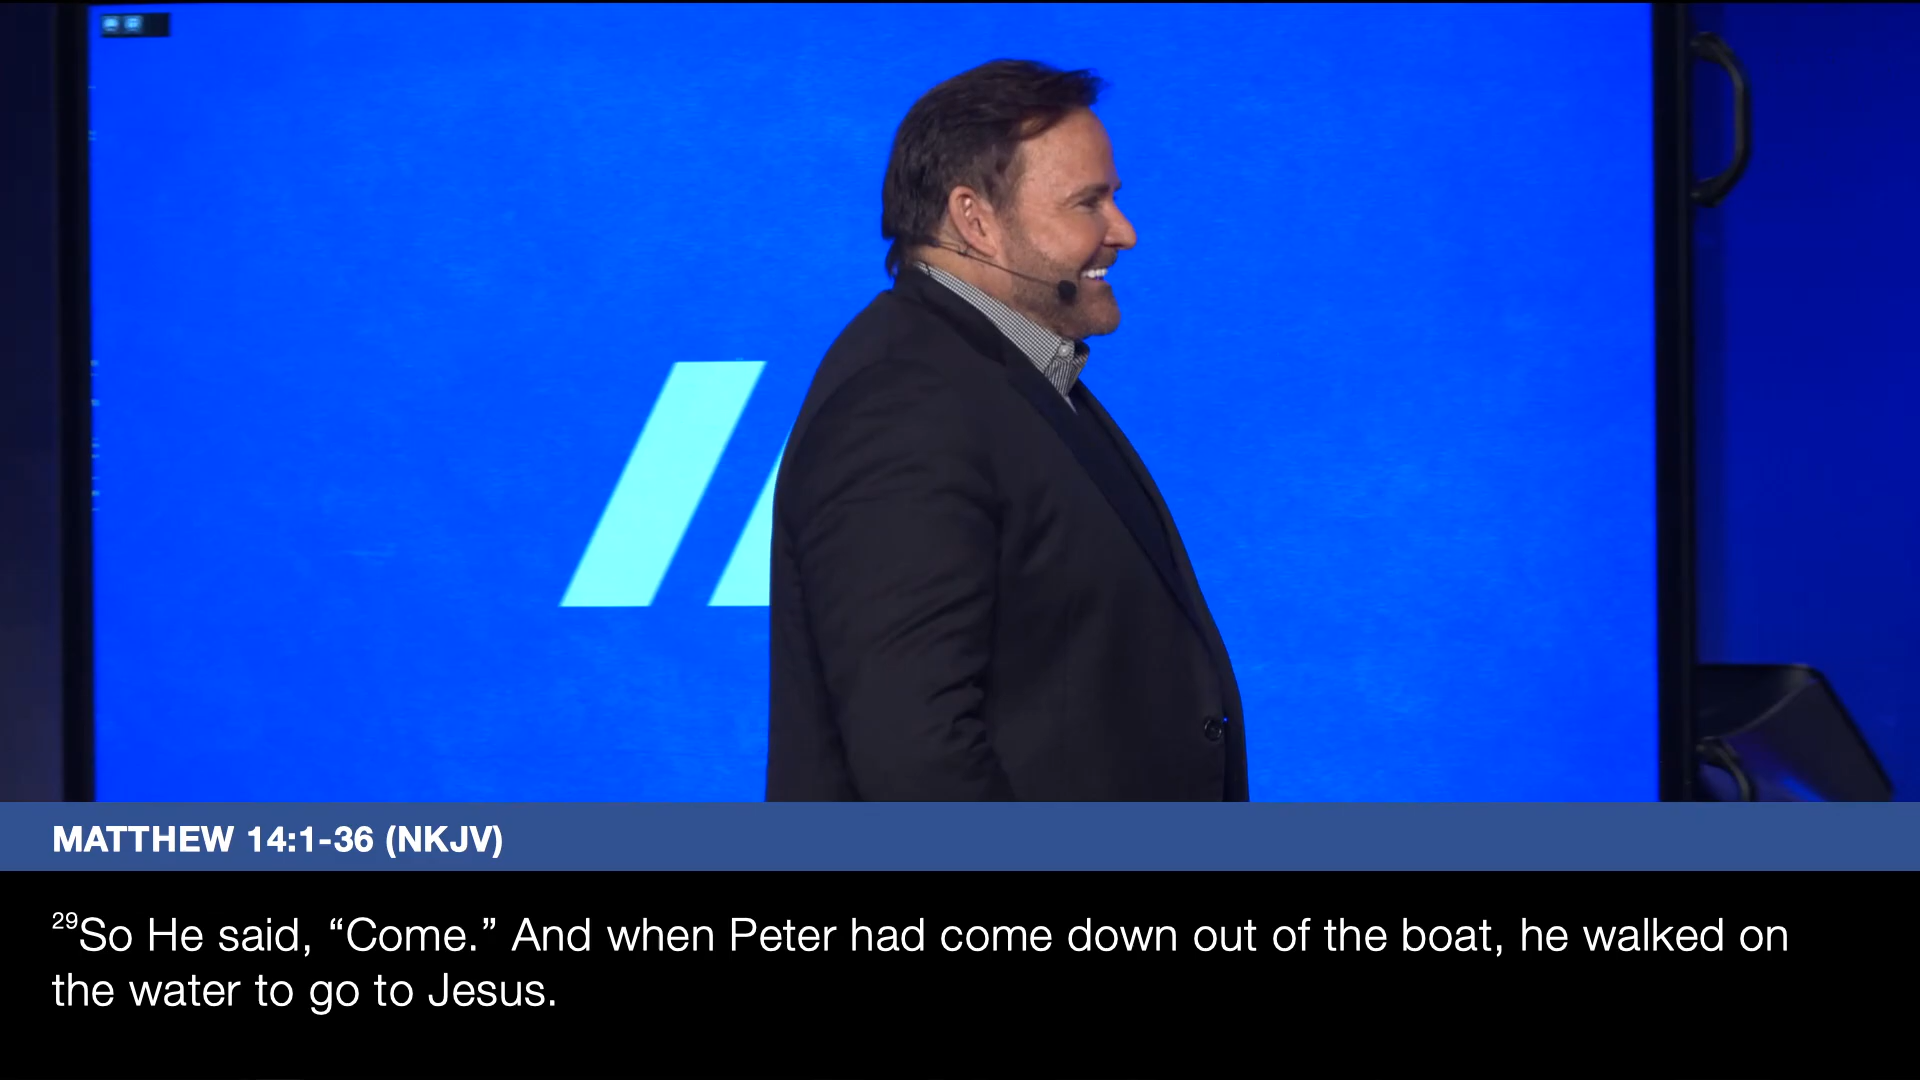 MATTHEW 14:1-36 (NKJV)
²⁹So He said, “Come.” And when Peter had come down out of the boat, he walked on
the water to go to Jesus.